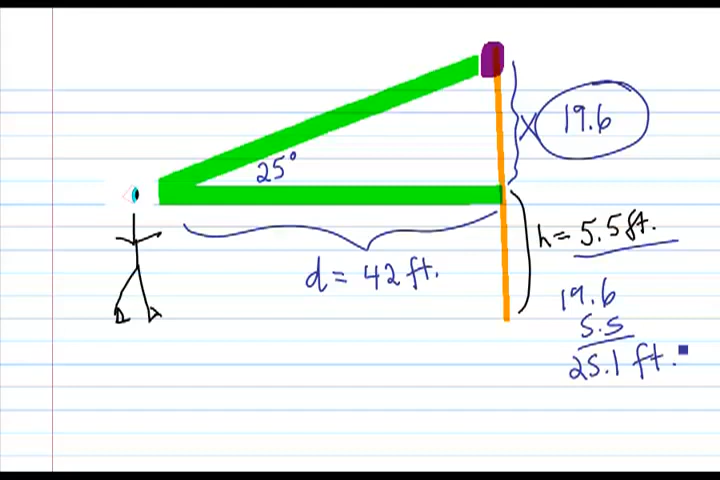 X 19.6
25°
h = 5.5 ft.
d = 42 ft.
19.6
5.5
25.1 ft.